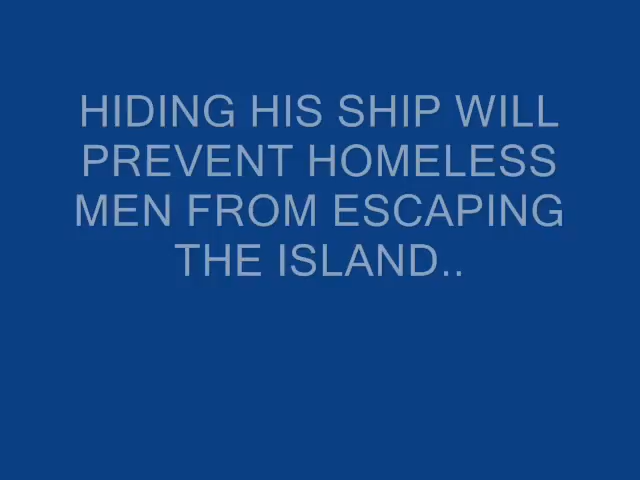 HIDING HIS SHIP WILL
PREVENT HOMELESS
MEN FROM ESCAPING
THE ISLAND..